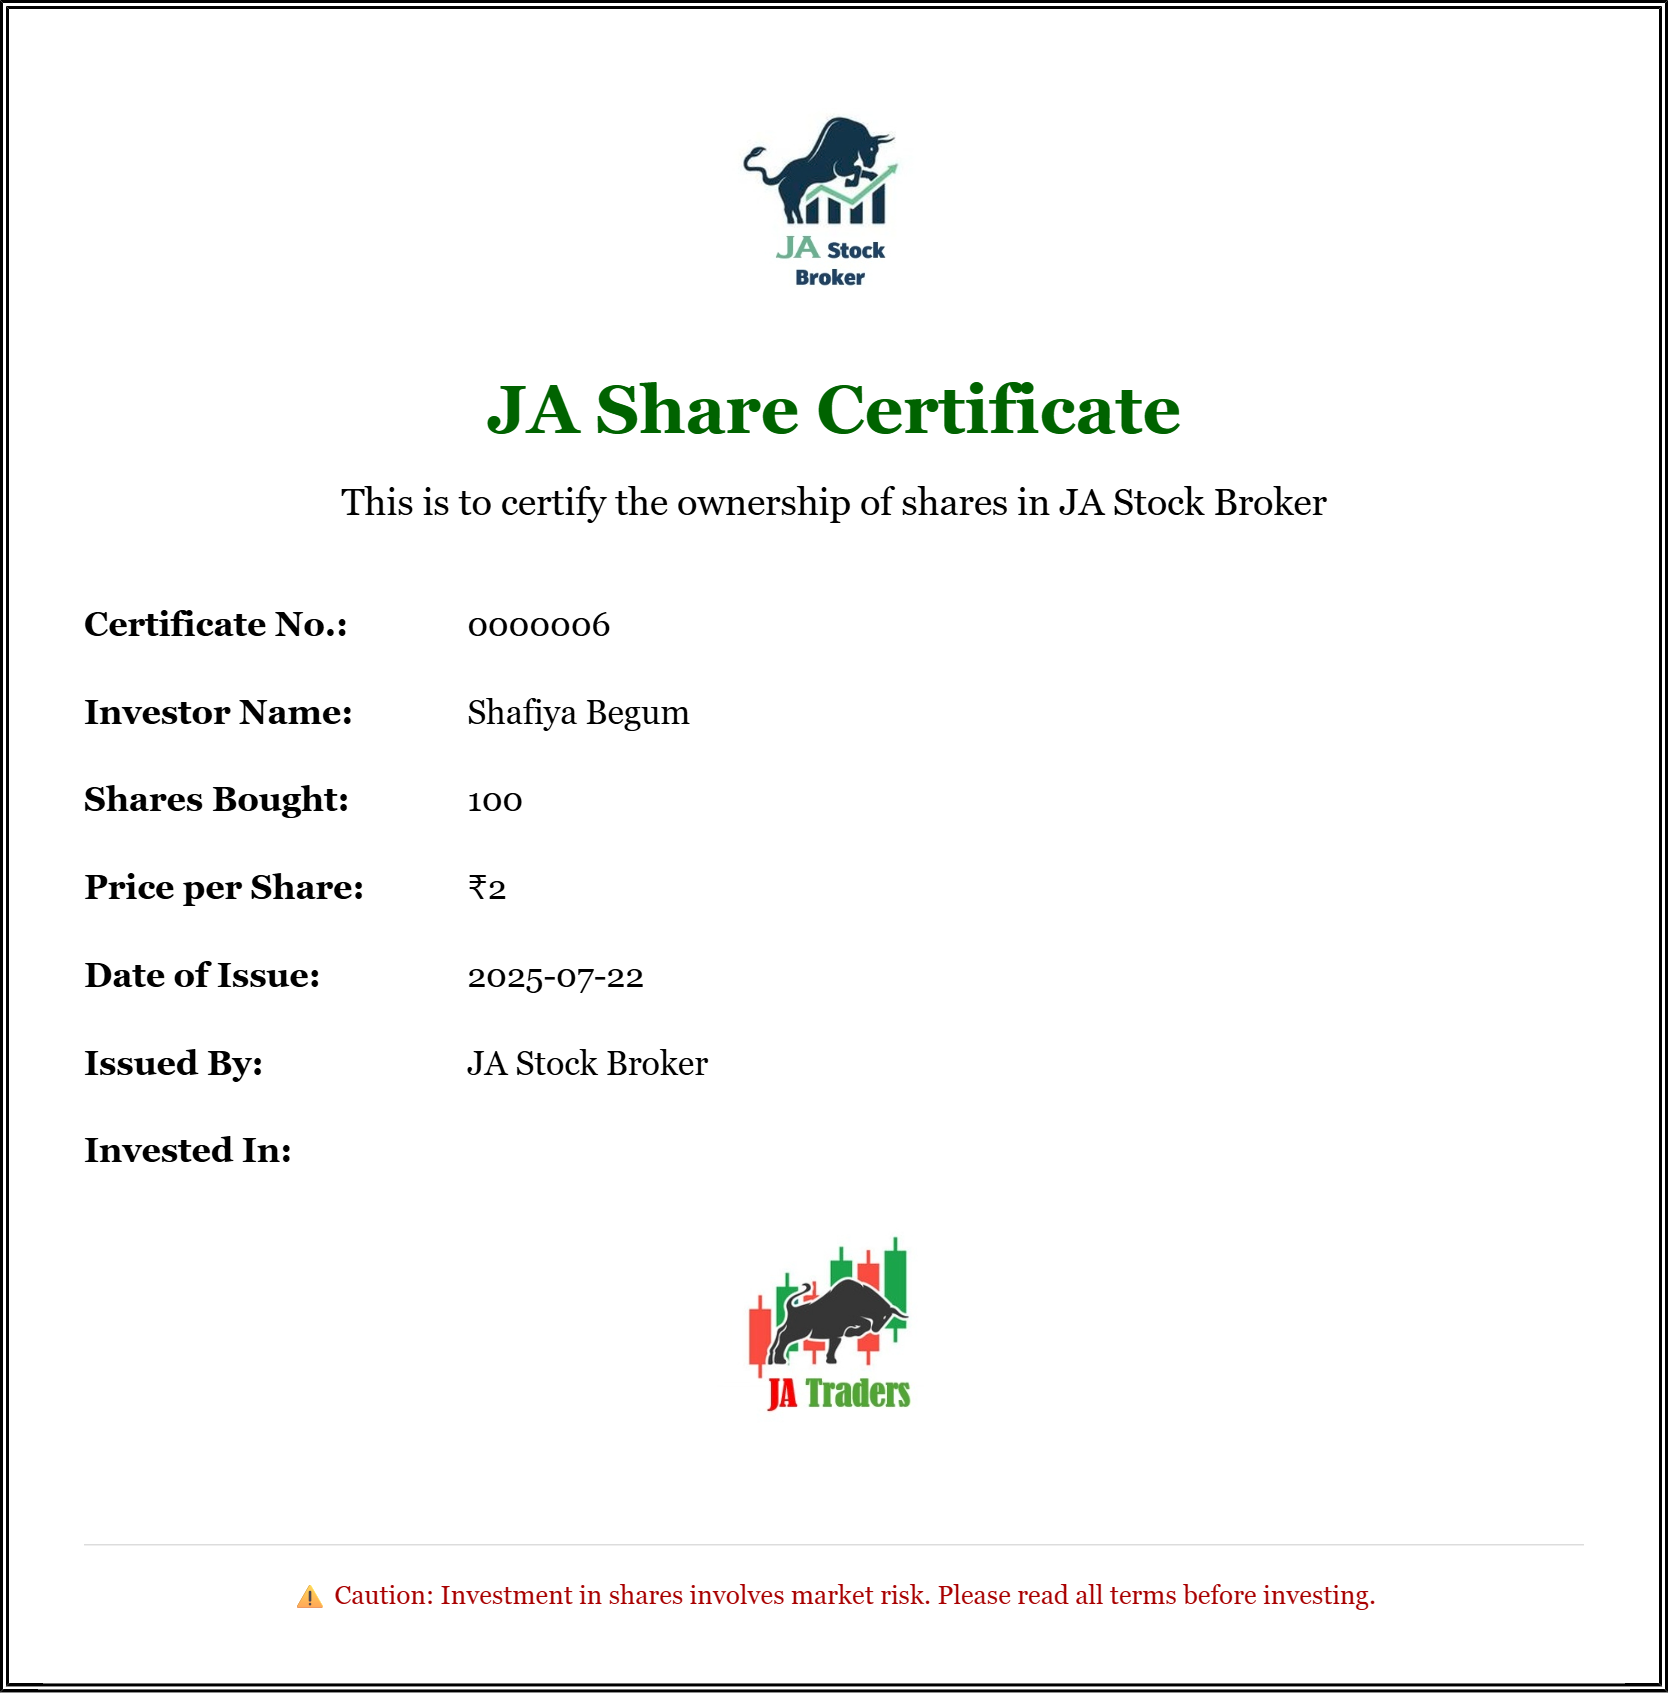 JA Stock
Broker
JA Share Certificate
This is to certify the ownership of shares in JA Stock Broker
Certificate No.: 0000006
Investor Name: Shafiya Begum
Shares Bought: 100
Price per Share: ₹2
Date of Issue: 2025-07-22
Issued By: JA Stock Broker
Invested In:
JA Traders
⚠️ Caution: Investment in shares involves market risk. Please read all terms before investing.